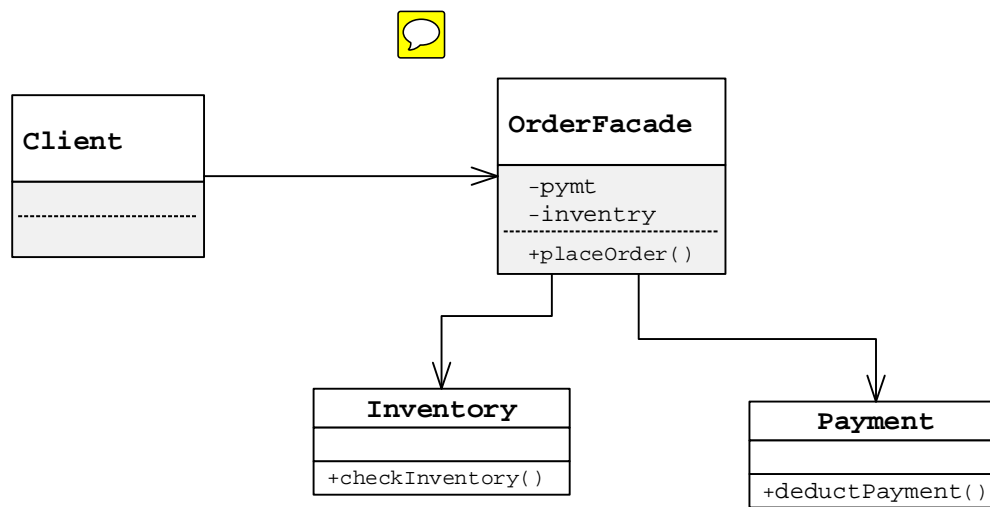 Client
OrderFacade
-pymt
-inventry
+placeOrder()
Inventory
+checkInventory()
Payment
+deductPayment()